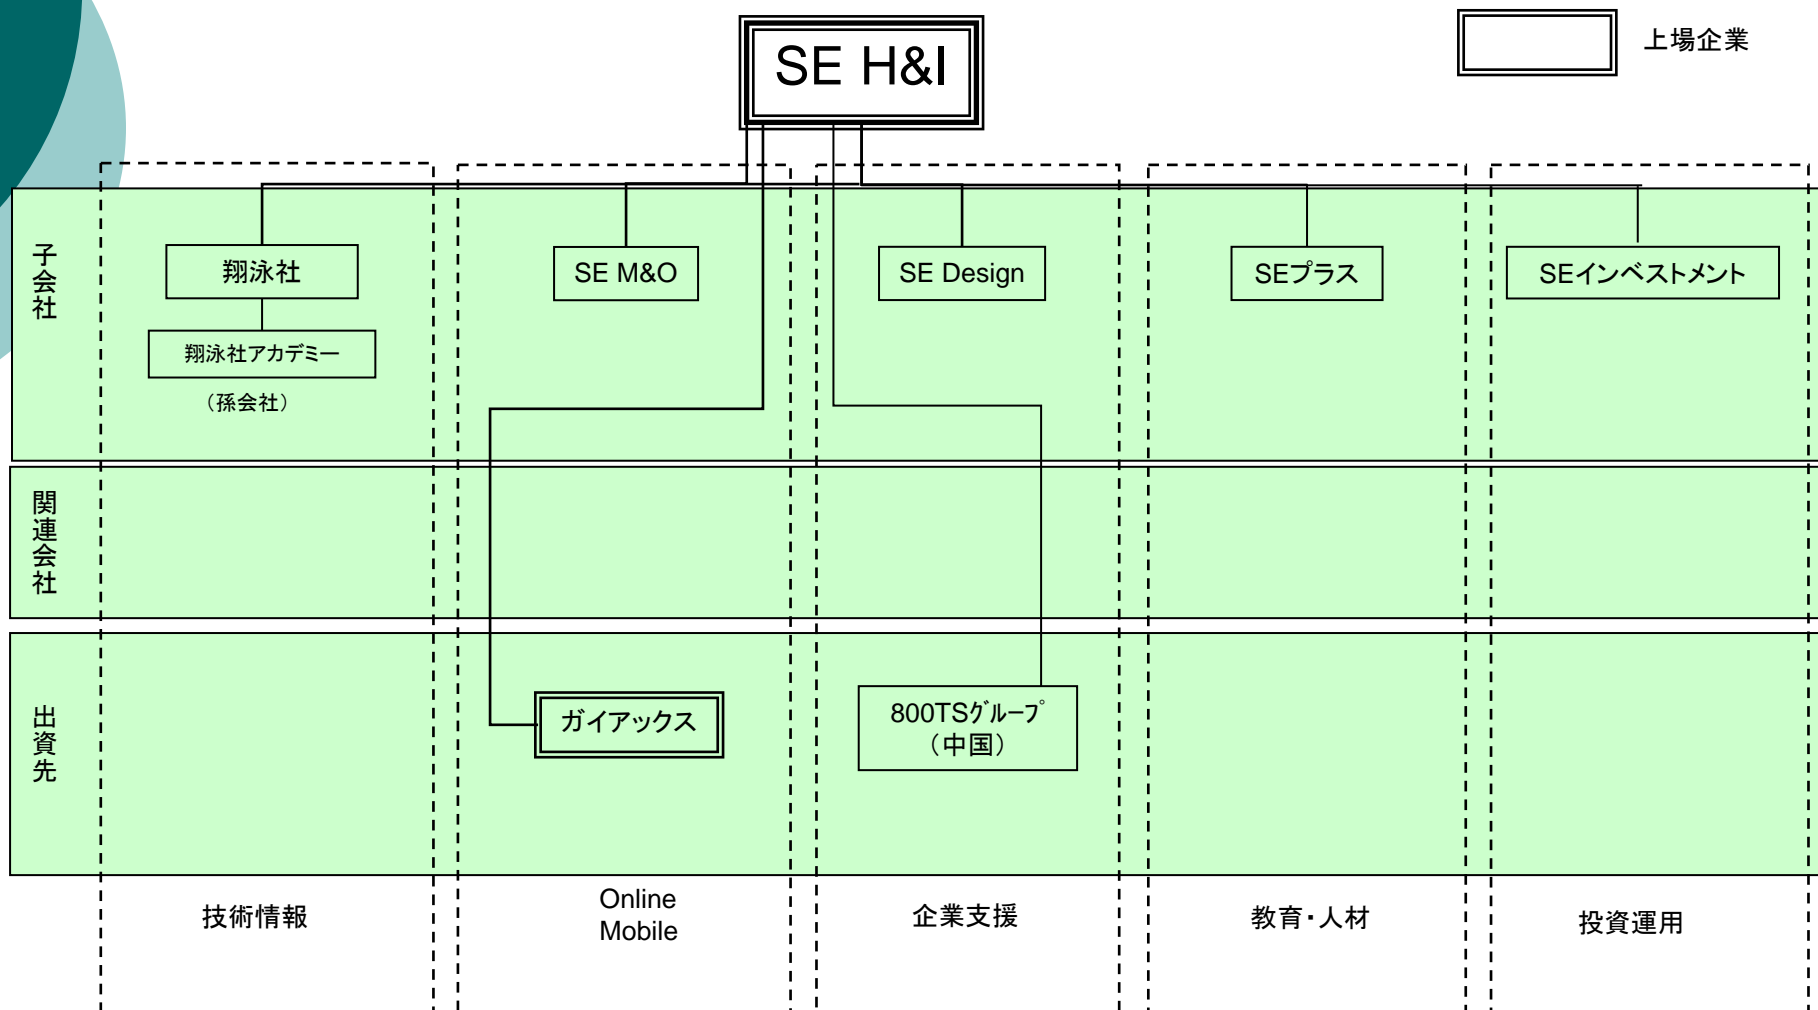 SE H&I
上場企業
子会社
翔泳社
SE M&O
SE Design
SEプラス
SEインベストメント
翔泳社アカデミー
（孫会社）
関連会社
出資先
ガイアックス
800TSｸﾞﾙｰﾌﾟ
（中国）
技術情報
Online
Mobile
企業支援
教育・人材
投資運用